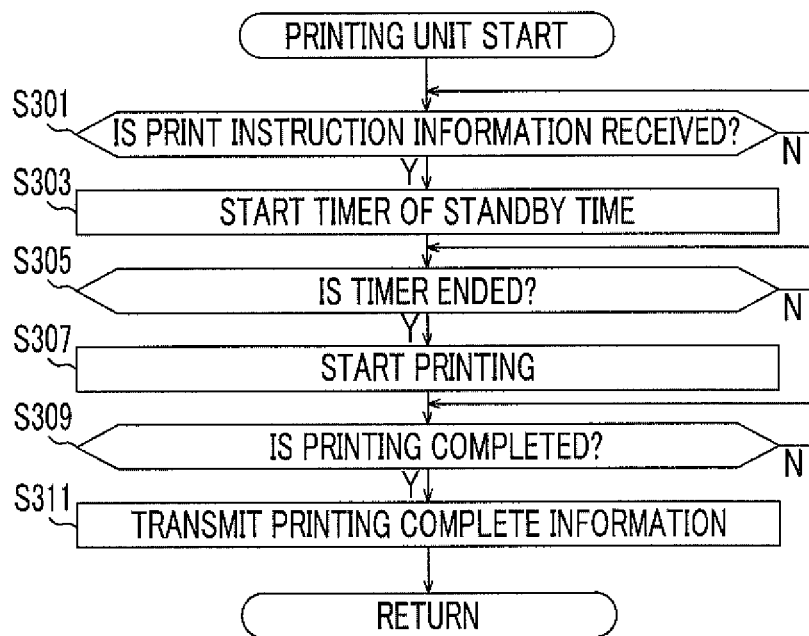 PRINTING UNIT START
S301
IS PRINT INSTRUCTION INFORMATION RECEIVED?
N
Y
S303
START TIMER OF STANDBY TIME
S305
IS TIMER ENDED?
N
Y
S307
START PRINTING
S309
IS PRINTING COMPLETED?
N
Y
S311
TRANSMIT PRINTING COMPLETE INFORMATION
RETURN